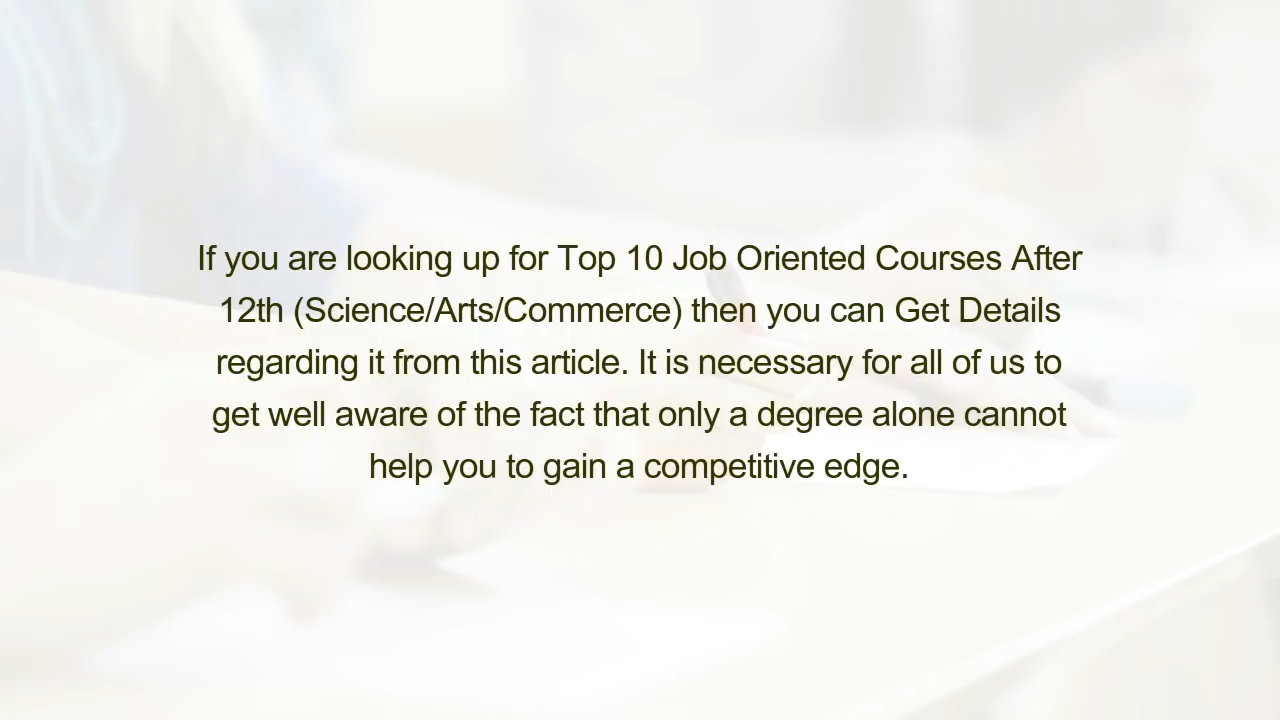 If you are looking up for Top 10 Job Oriented Courses After
12th (Science/Arts/Commerce) then you can Get Details
regarding it from this article. It is necessary for all of us to
get well aware of the fact that only a degree alone cannot
help you to gain a competitive edge.